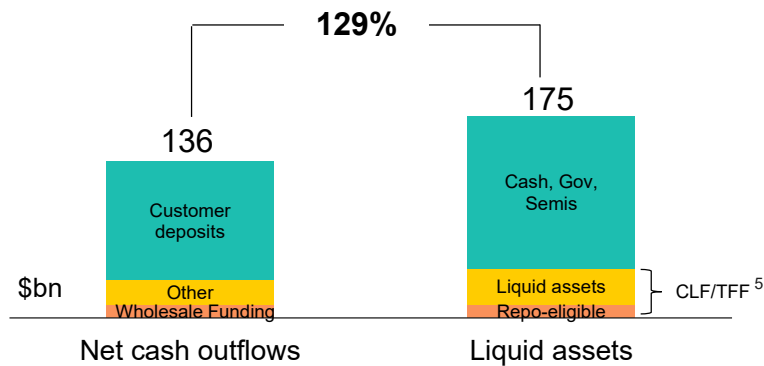 129%
136
175
Customer
deposits
Cash, Gov,
Semis
$bn
Other
Wholesale Funding
Liquid assets
Repo-eligible
CLF/TFF 5
Net cash outflows
Liquid assets